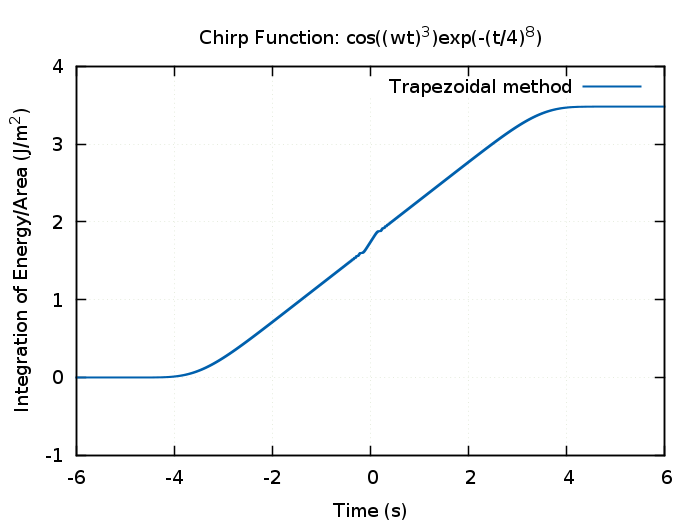 Chirp Function: cos((wt)³)exp(-(t/4)⁸)
Trapezoidal method
Integration of Energy/Area (J/m²)
4
3
2
1
0
-1
-6 -4 -2 0 2 4 6
Time (s)